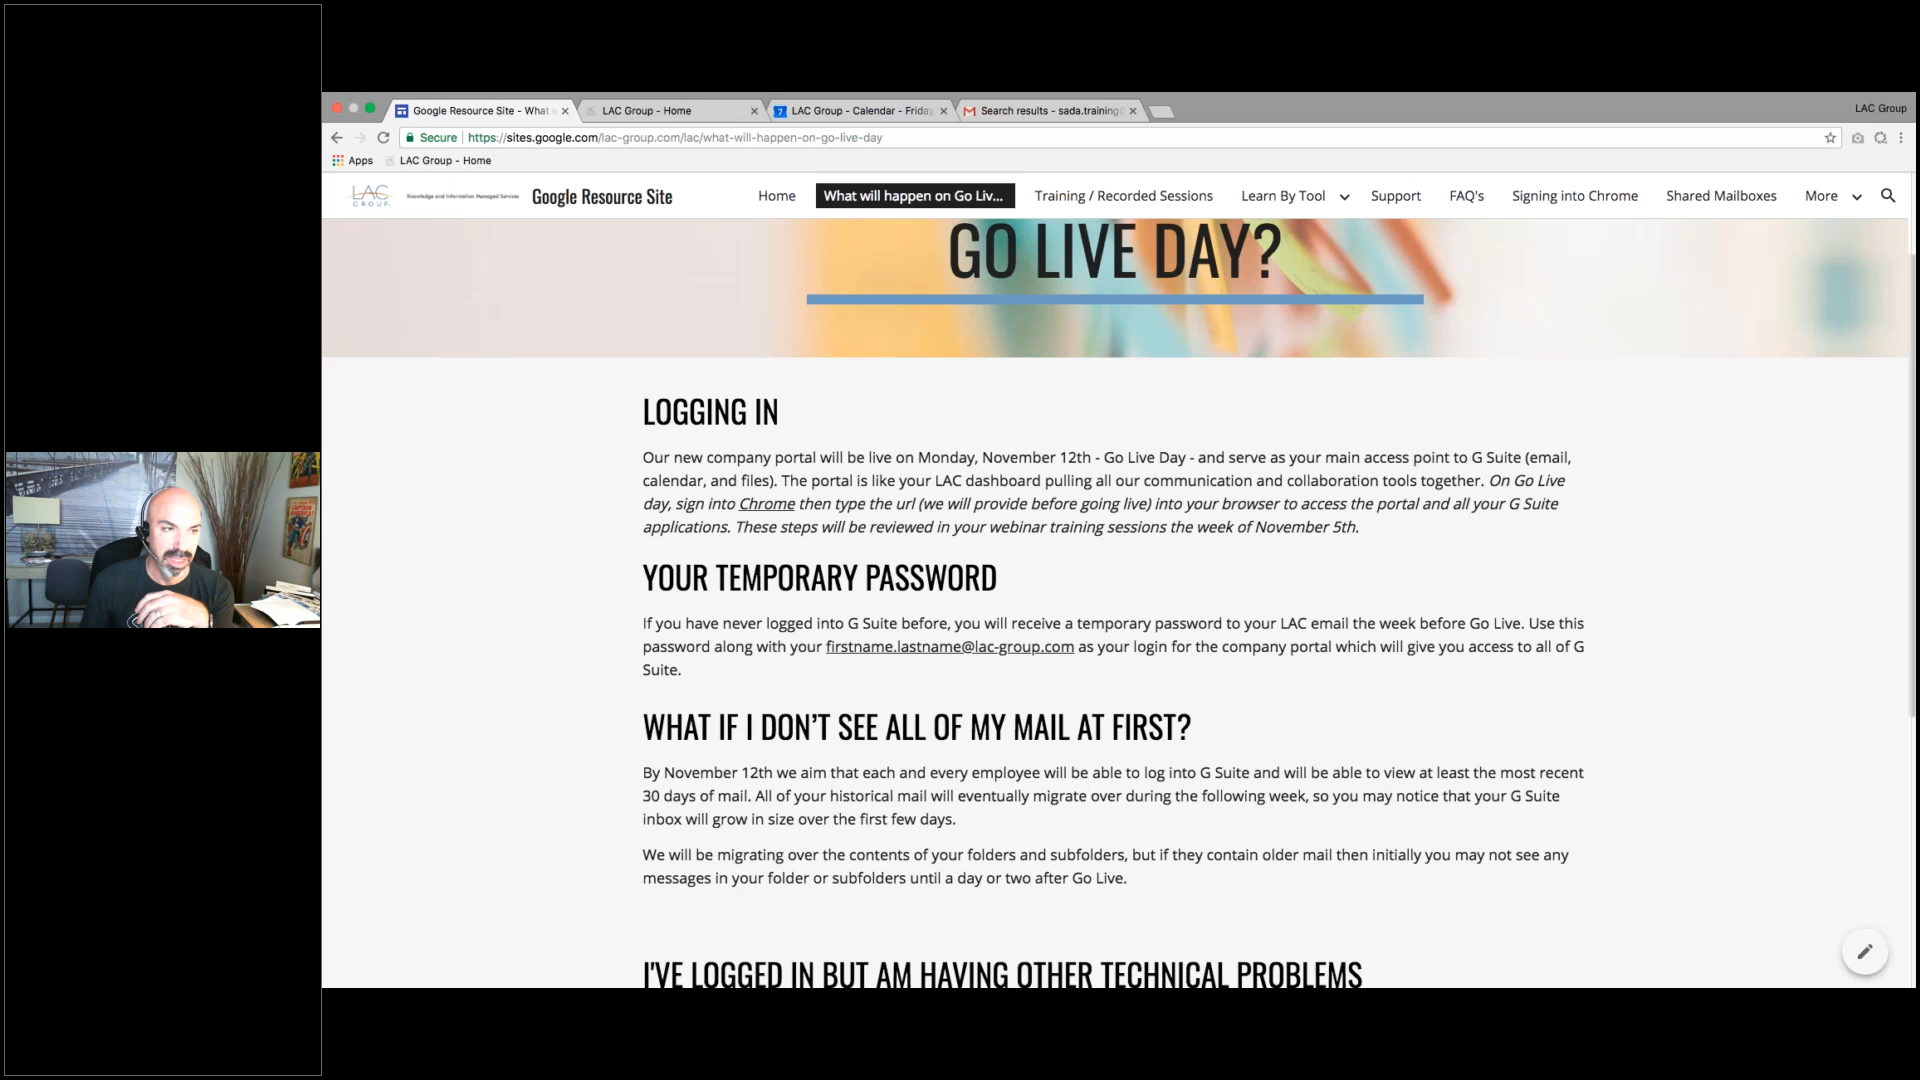 Google Resource Site - What w
LAC Group - Home
7 LAC Group - Calendar - Friday,
Search results - sada.training@
LAC Group
Secure https://sites.google.com/lac-group.com/lac/what-will-happen-on-go-live-day
Apps LAC Group - Home
LAC GROUP Knowledge and Information Managed Services
Google Resource Site
Home
What will happen on Go Liv...
Training / Recorded Sessions
Learn By Tool
Support
FAQ's
Signing into Chrome
Shared Mailboxes
More
GO LIVE DAY?
LOGGING IN
Our new company portal will be live on Monday, November 12th - Go Live Day - and serve as your main access point to G Suite (email,
calendar, and files). The portal is like your LAC dashboard pulling all our communication and collaboration tools together. On Go Live
day, sign into Chrome then type the url (we will provide before going live) into your browser to access the portal and all your G Suite
applications. These steps will be reviewed in your webinar training sessions the week of November 5th.
YOUR TEMPORARY PASSWORD
If you have never logged into G Suite before, you will receive a temporary password to your LAC email the week before Go Live. Use this
password along with your firstname.lastname@lac-group.com as your login for the company portal which will give you access to all of G
Suite.
WHAT IF I DON'T SEE ALL OF MY MAIL AT FIRST?
By November 12th we aim that each and every employee will be able to log into G Suite and will be able to view at least the most recent
30 days of mail. All of your historical mail will eventually migrate over during the following week, so you may notice that your G Suite
inbox will grow in size over the first few days.
We will be migrating over the contents of your folders and subfolders, but if they contain older mail then initially you may not see any
messages in your folder or subfolders until a day or two after Go Live.
I'VE LOGGED IN BUT AM HAVING OTHER TECHNICAL PROBLEMS